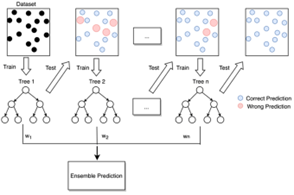 Dataset
...
Train
Test
Train
Test
Train
Test
Tree 1
Tree 2
Tree n
...
Correct Prediction
Wrong Prediction
w1
w2
wn
Ensemble Prediction